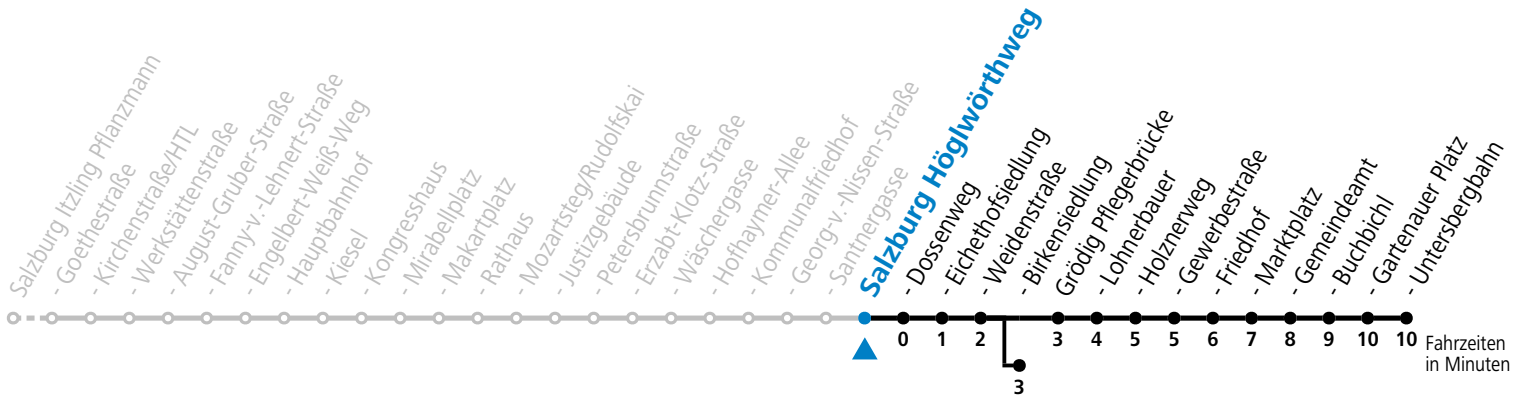 Salzburg Itzling Pflanzmann
- Goethestraße
- Kirchenstraße/HTL
- Werkstättenstraße
- August-Gruber-Straße
- Fanny-v.-Lehnert-Straße
- Engelbert-Weiß-Weg
- Hauptbahnhof
- Kiesel
- Kongresshaus
- Mirabellplatz
- Makartplatz
- Rathaus
- Mozartsteg/Rudolfskai
- Justizgebäude
- Petersbrunnstraße
- Erzabt-Klotz-Straße
- Wäschergasse
- Hofhaymer-Allee
- Kommunalfriedhof
- Georg-v.-Nissen-Straße
- Santnergasse
Salzburg Höglwörthweg
- Dossenweg
- Eichethofsiedlung
- Weidenstraße
- Birkensiedlung
Grödig Pflegerbrücke
- Lohnerbauer
- Holznerweg
- Gewerbestraße
- Friedhof
- Marktplatz
- Gemeindeamt
- Buchbichl
- Gartenauer Platz
- Untersbergbahn
0 1 2 3 4 5 5 6 7 8 9 10 10
Fahrzeiten
in Minuten
3